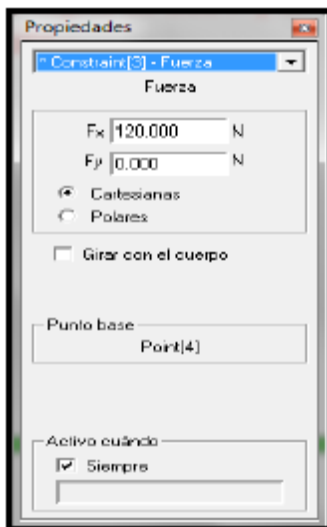 Propiedades
* Constraint[3] - Fuerza
Fuerza
Fx 120.000 N
Fy 0.000 N
Cartesianas
Polares
Girar con el cuerpo
Punto base
Point[4]
Activo cuándo
Siempre